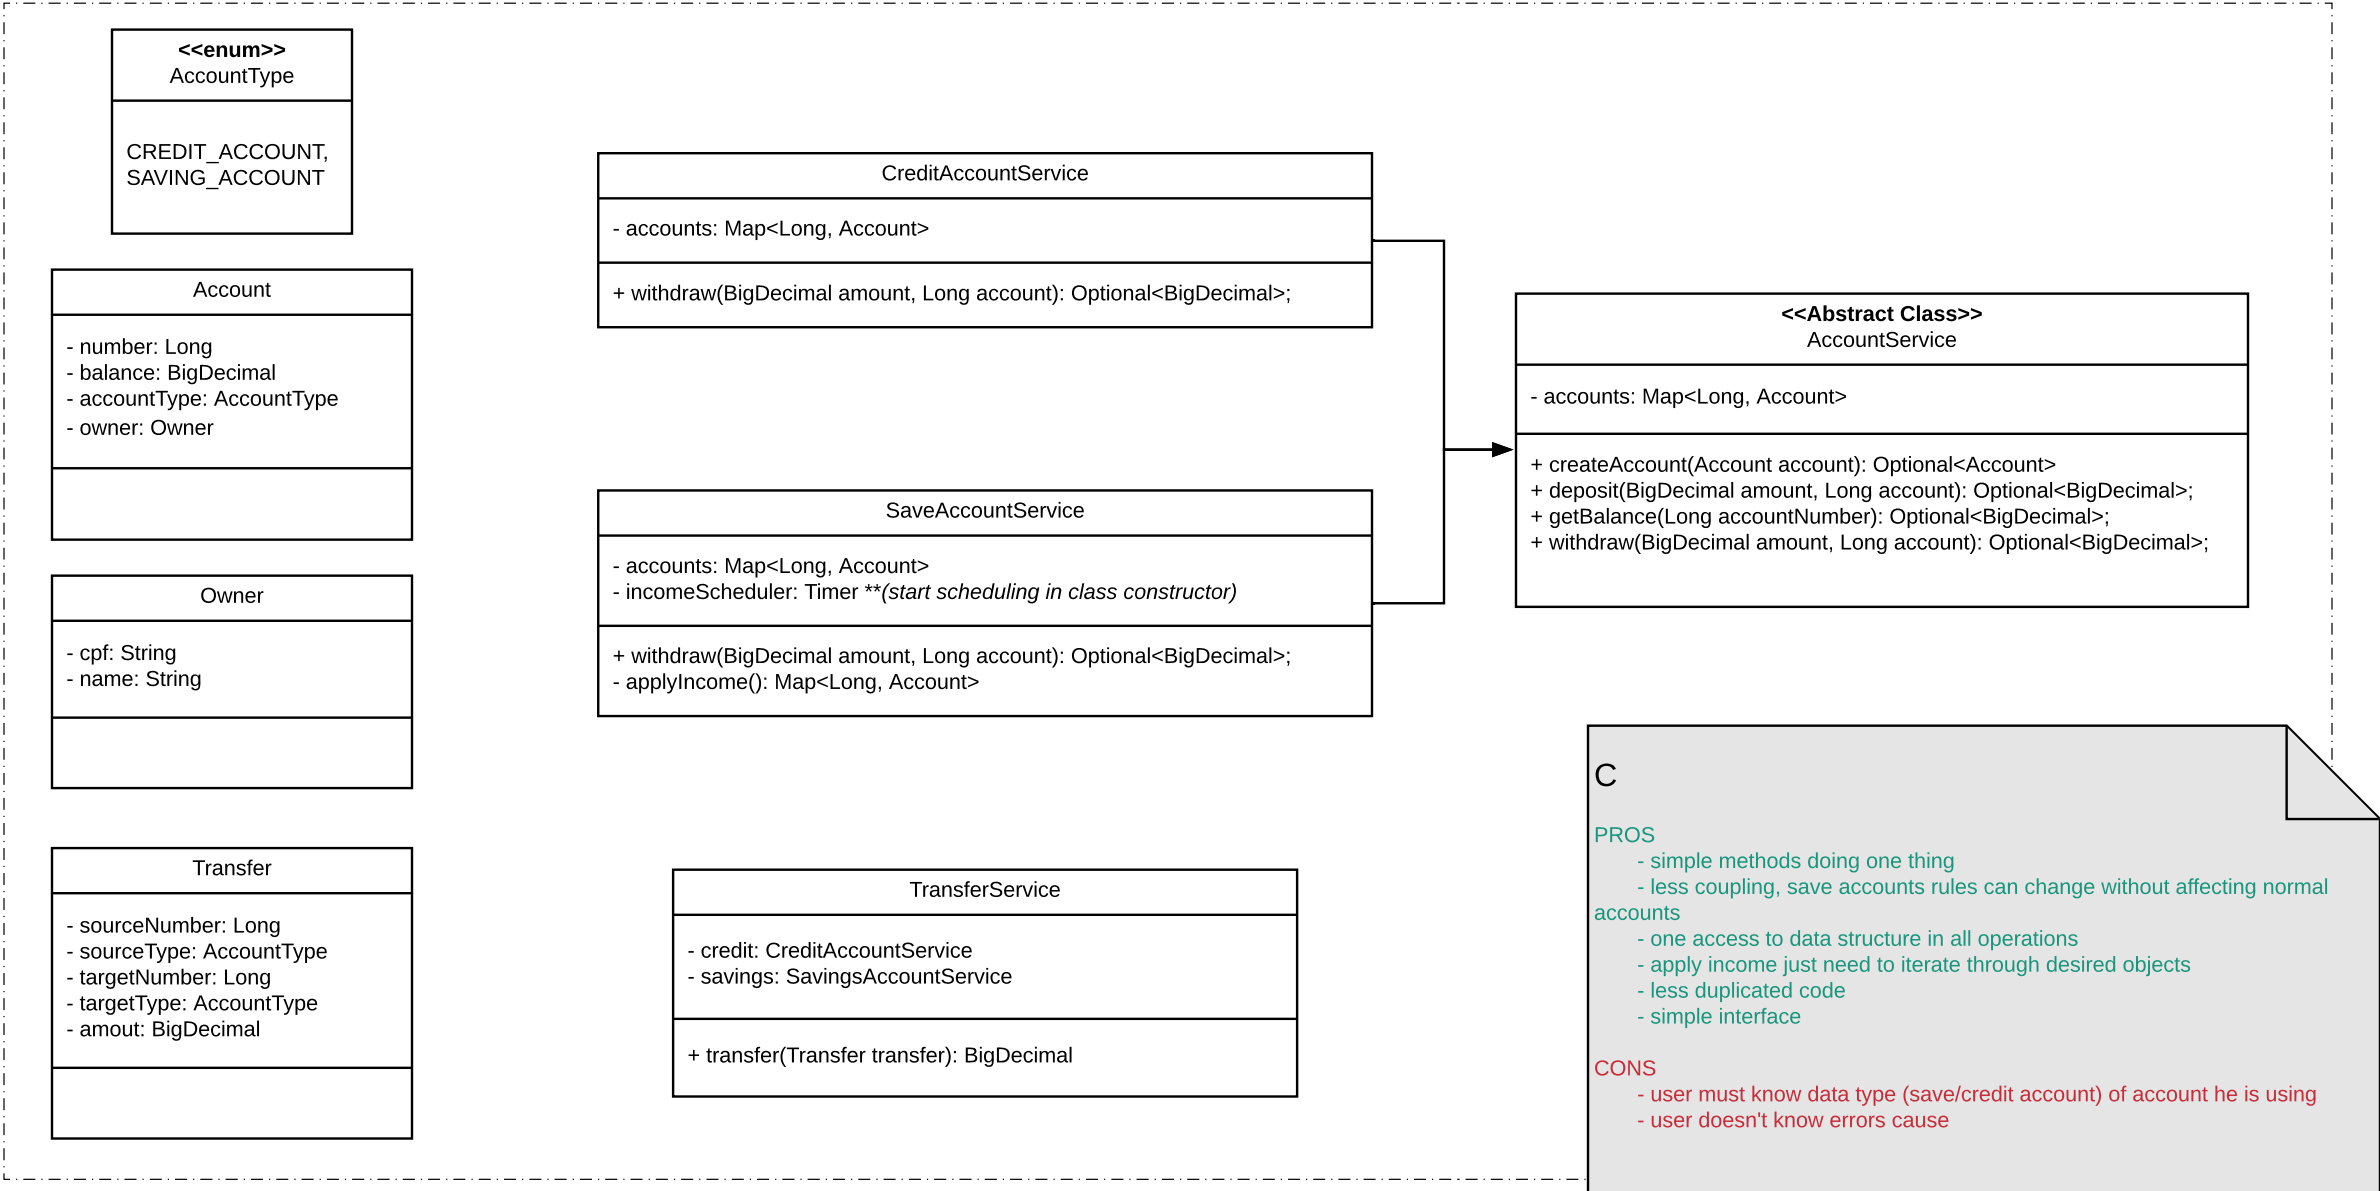 <<enum>>
AccountType
CREDIT_ACCOUNT,
SAVING_ACCOUNT
Account
- number: Long
- balance: BigDecimal
- accountType: AccountType
- owner: Owner
Owner
- cpf: String
- name: String
Transfer
- sourceNumber: Long
- sourceType: AccountType
- targetNumber: Long
- targetType: AccountType
- amout: BigDecimal
CreditAccountService
- accounts: Map<Long, Account>
+ withdraw(BigDecimal amount, Long account): Optional<BigDecimal>;
SaveAccountService
- accounts: Map<Long, Account>
- incomeScheduler: Timer **(start scheduling in class constructor)
+ withdraw(BigDecimal amount, Long account): Optional<BigDecimal>;
- applyIncome(): Map<Long, Account>
TransferService
- credit: CreditAccountService
- savings: SavingsAccountService
+ transfer(Transfer transfer): BigDecimal
<<Abstract Class>>
AccountService
- accounts: Map<Long, Account>
+ createAccount(Account account): Optional<Account>
+ deposit(BigDecimal amount, Long account): Optional<BigDecimal>;
+ getBalance(Long accountNumber): Optional<BigDecimal>;
+ withdraw(BigDecimal amount, Long account): Optional<BigDecimal>;
C
PROS
- simple methods doing one thing
- less coupling, save accounts rules can change without affecting normal
accounts
- one access to data structure in all operations
- apply income just need to iterate through desired objects
- less duplicated code
- simple interface
CONS
- user must know data type (save/credit account) of account he is using
- user doesn't know errors cause